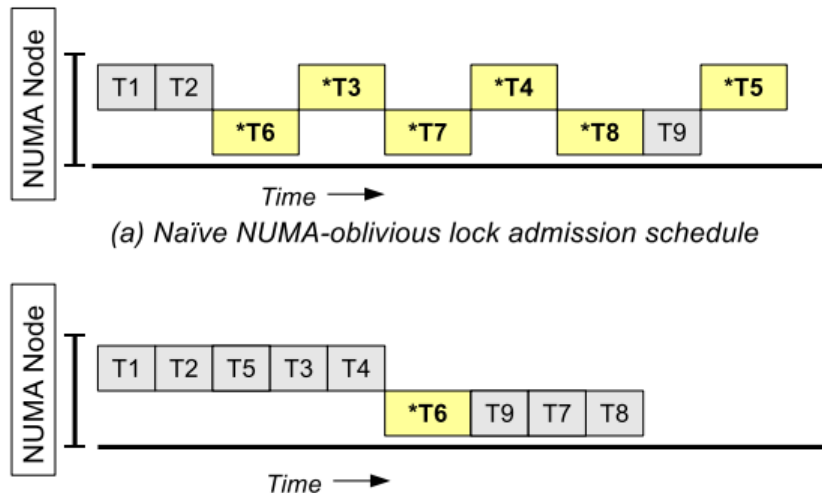 NUMA Node
T1 T2 *T3 *T4 *T5
*T6 *T7 *T8 T9
Time
(a) Naïve NUMA-oblivious lock admission schedule
NUMA Node
T1 T2 T5 T3 T4
*T6 T9 T7 T8
Time